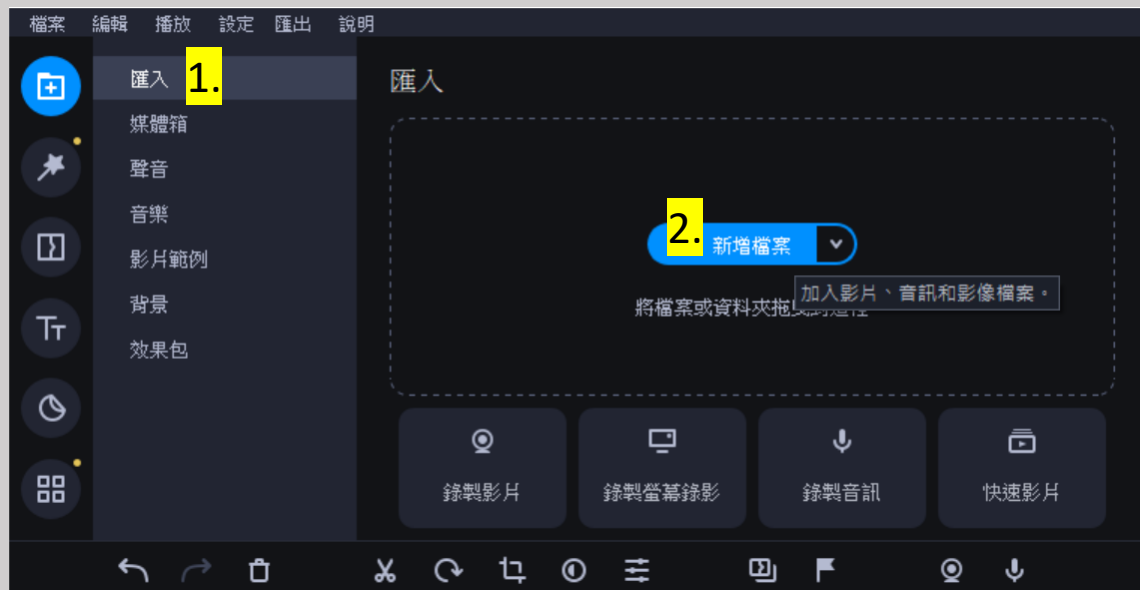 檔案 編輯 播放 設定 匯出 說明
匯入 1.
媒體箱
聲音
音樂
影片範例
背景
效果包
匯入
2. 新增檔案
加入影片、音訊和影像檔案。
將檔案或資料夾拖
錄製影片
錄製螢幕錄影
錄製音訊
快速影片